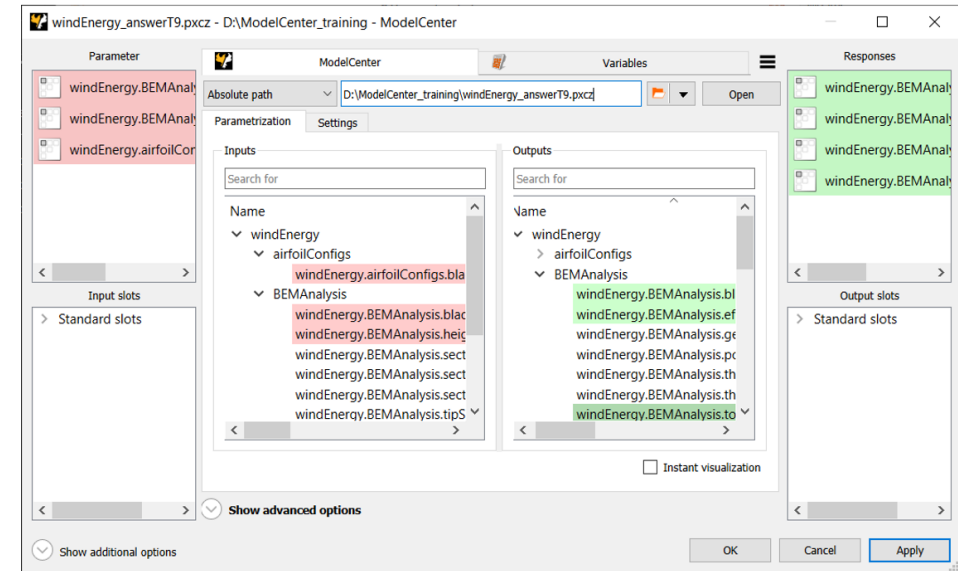 windEnergy_answerT9.pxcz - D:\ModelCenter_training - ModelCenter
Parameter
windEnergy.BEMAnaly
windEnergy.BEMAnaly
windEnergy.airfoilCor
Input slots
Standard slots
ModelCenter
Variables
Absolute path
D:\ModelCenter_training\windEnergy_answerT9.pxcz
Open
Parametrization
Settings
Inputs
Search for
Name
windEnergy
airfoilConfigs
windEnergy.airfoilConfigs.bla
BEMAnalysis
windEnergy.BEMAnalysis.blac
windEnergy.BEMAnalysis.heig
windEnergy.BEMAnalysis.sect
windEnergy.BEMAnalysis.sect
windEnergy.BEMAnalysis.sect
windEnergy.BEMAnalysis.tipS
Outputs
Search for
Name
windEnergy
airfoilConfigs
BEMAnalysis
windEnergy.BEMAnalysis.bl
windEnergy.BEMAnalysis.ef
windEnergy.BEMAnalysis.ge
windEnergy.BEMAnalysis.pc
windEnergy.BEMAnalysis.th
windEnergy.BEMAnalysis.th
windEnergy.BEMAnalysis.to
Instant visualization
Show advanced options
Responses
windEnergy.BEMAnaly
windEnergy.BEMAnaly
windEnergy.BEMAnaly
windEnergy.BEMAnaly
Output slots
Standard slots
Show additional options
OK
Cancel
Apply